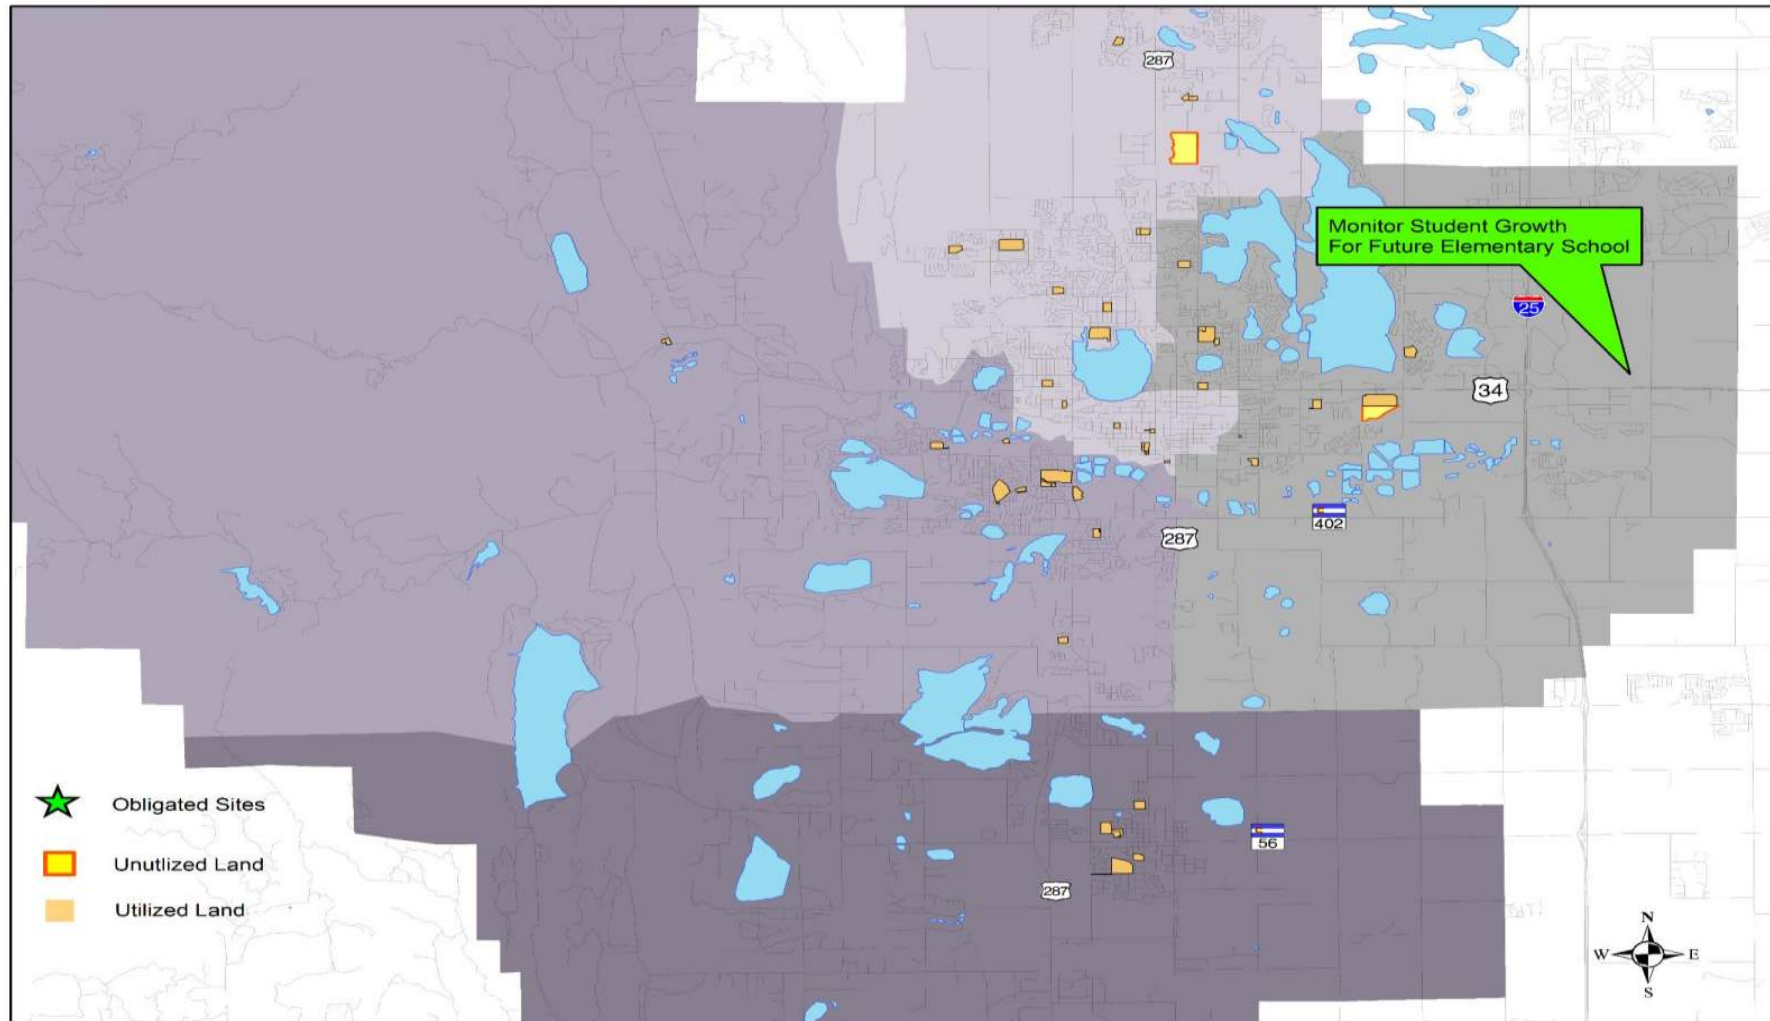 287
Monitor Student Growth
For Future Elementary School
25
34
402
287
Obligated Sites
56
Unutlized Land
287
Utilized Land
N
W E
S